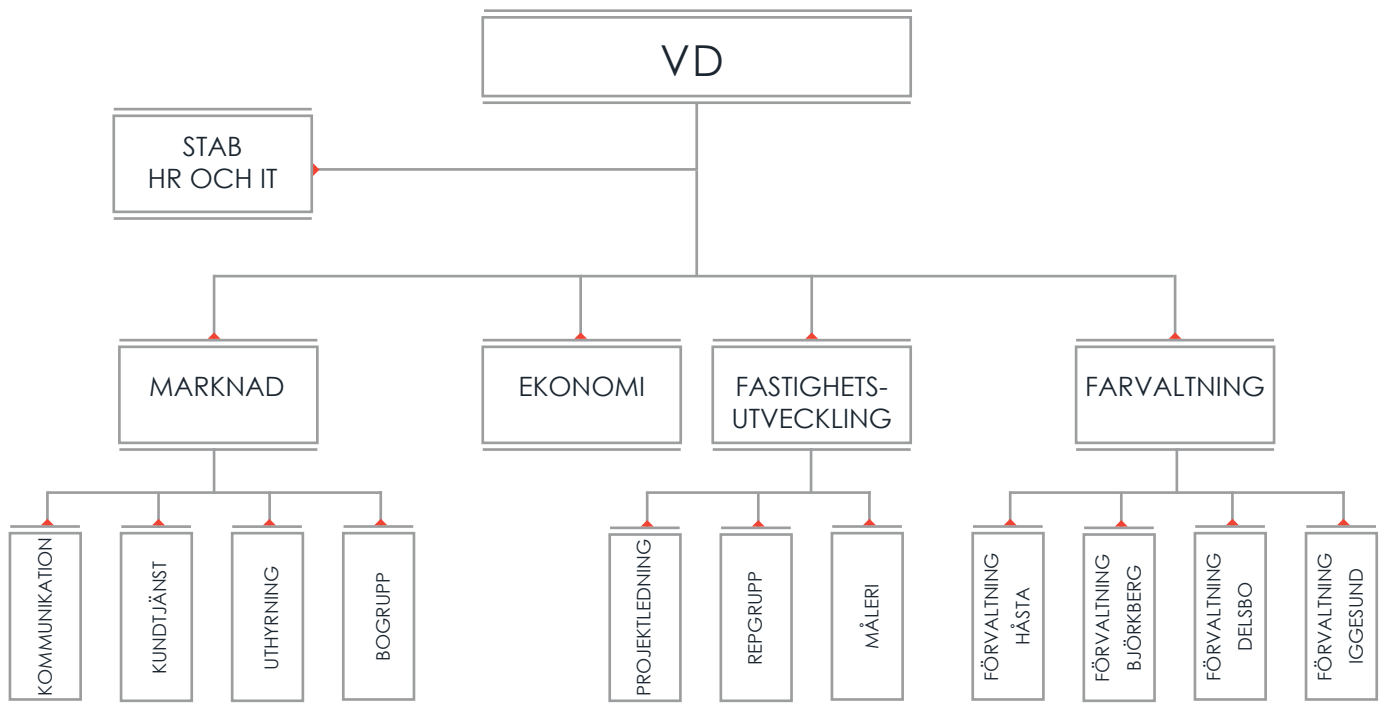 VD
STAB
HR OCH IT
MARKNAD
EKONOMI
FASTIGHETS-
UTVECKLING
FARVALTNING
KOMMUNIKATION
KUNDTJÄNST
UTHYRNING
BOGRUPP
PROJEKTLEDNING
REPGRUPP
MÅLERI
FÖRVALTNING
HÅSTA
FÖRVALTNING
BJÖRKBERG
FÖRVALTNING
DELSBO
FÖRVALTNING
IGGESUND